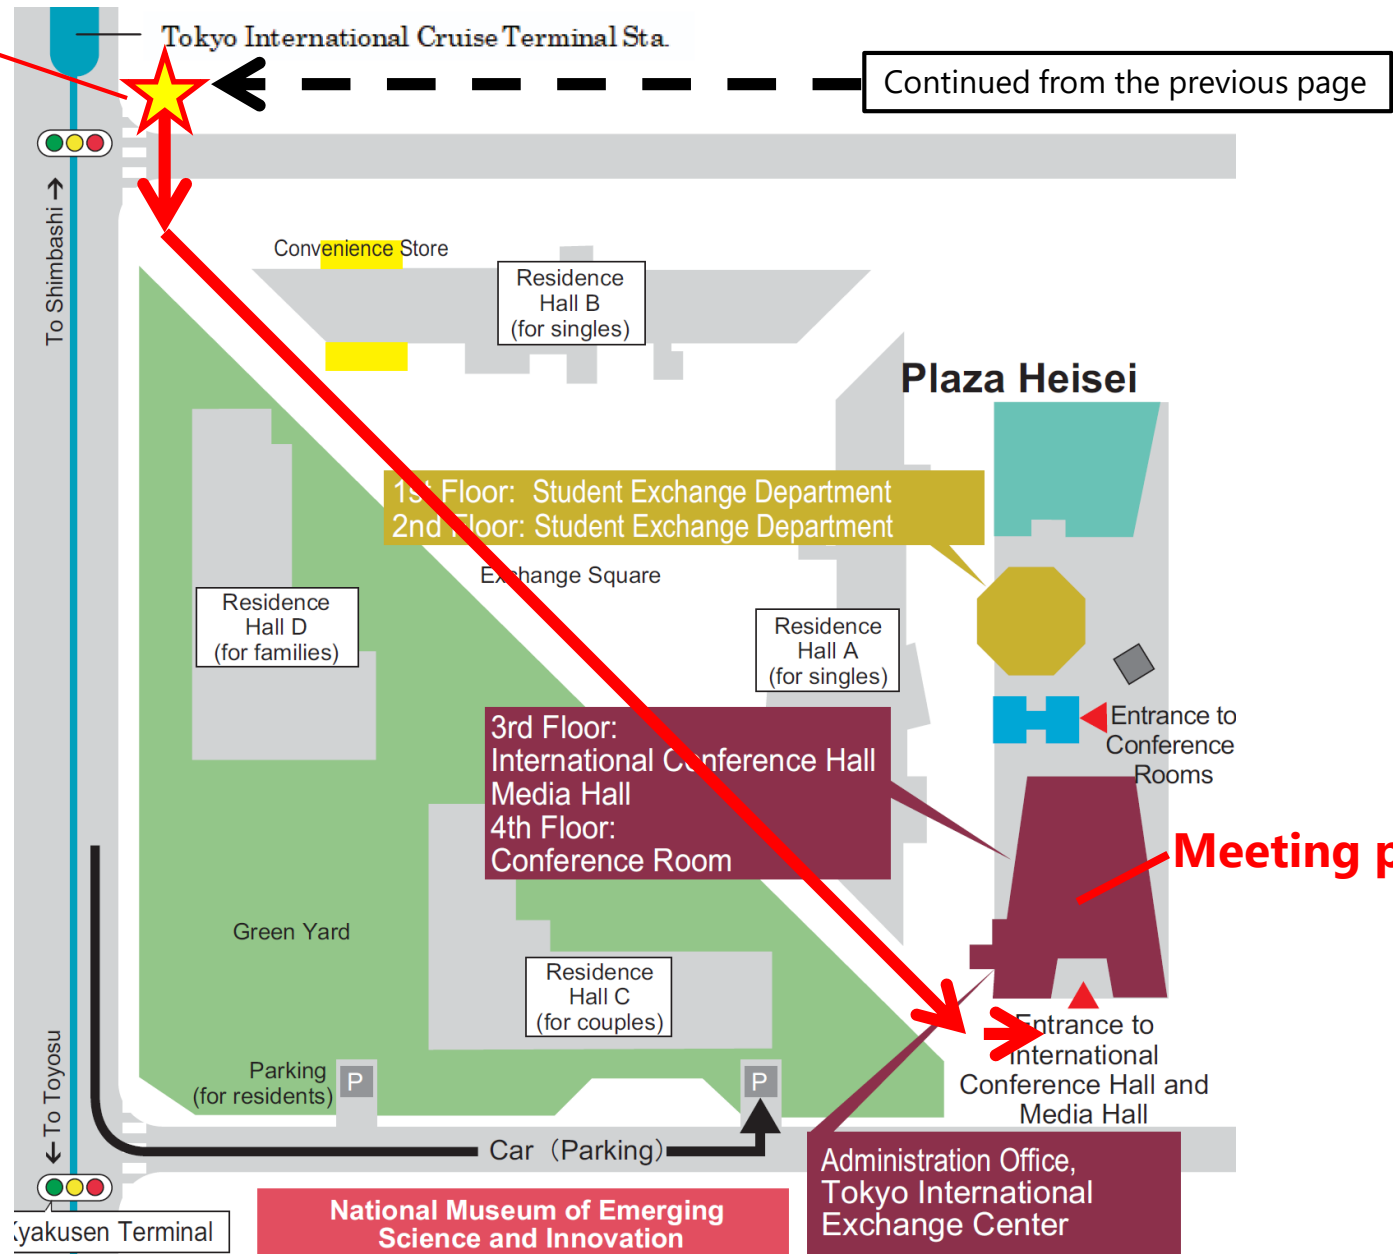 Tokyo International Cruise Terminal Sta.
Continued from the previous page
To Shimbashi →
Convenience Store
Residence
Hall B
(for singles)
Plaza Heisei
1st Floor: Student Exchange Department
2nd Floor: Student Exchange Department
Exchange Square
Residence
Hall D
(for families)
Residence
Hall A
(for singles)
3rd Floor:
International Conference Hall
Media Hall
4th Floor:
Conference Room
Entrance to
Conference
Rooms
Meeting p
Green Yard
Residence
Hall C
(for couples)
Entrance to
International
Conference Hall and
Media Hall
Parking
(for residents)
P
P
← To Toyosu
Car (Parking)
Administration Office,
Tokyo International
Exchange Center
National Museum of Emerging
Science and Innovation
yakusen Terminal